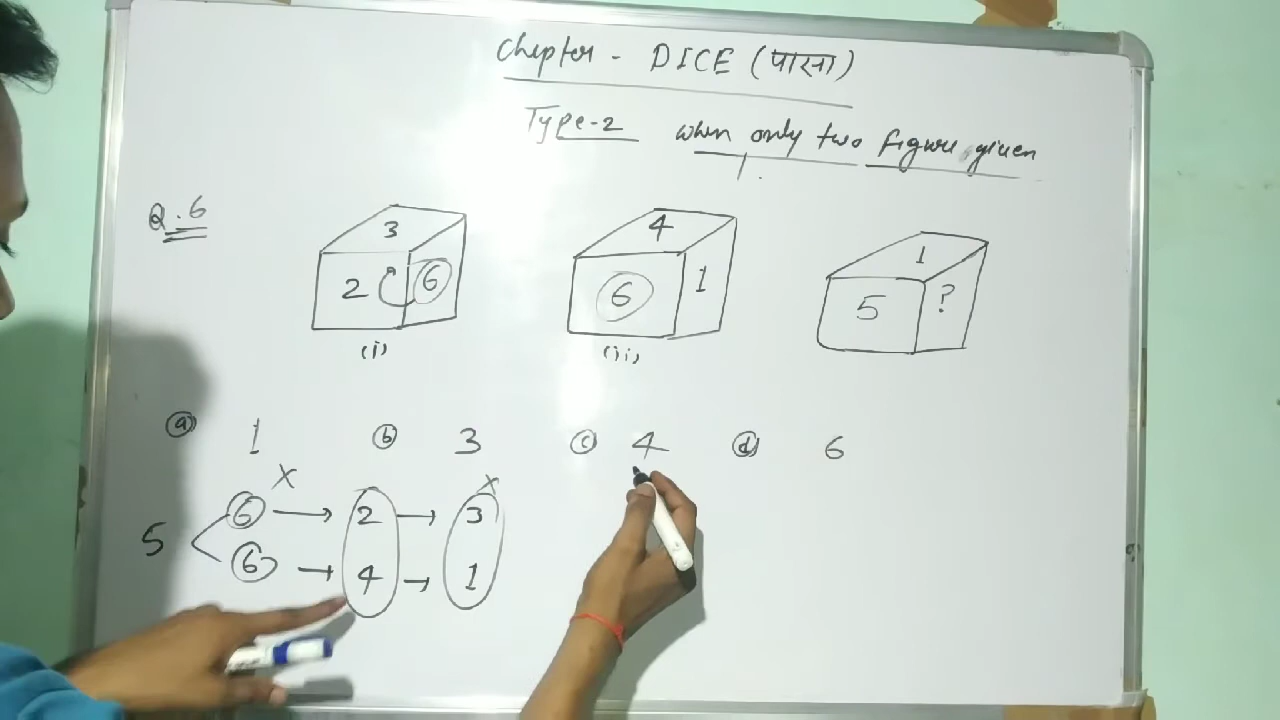 Chepter - DICE (पासा)
Type-2 when only two figure given
Q.6
3
2 6
(i)
4
6 1
(ii)
1
5 ?
(a) 1 (b) 3 (c) 4 (d) 6
x x
5 6 → 2 → 3
6 → 4 → 1